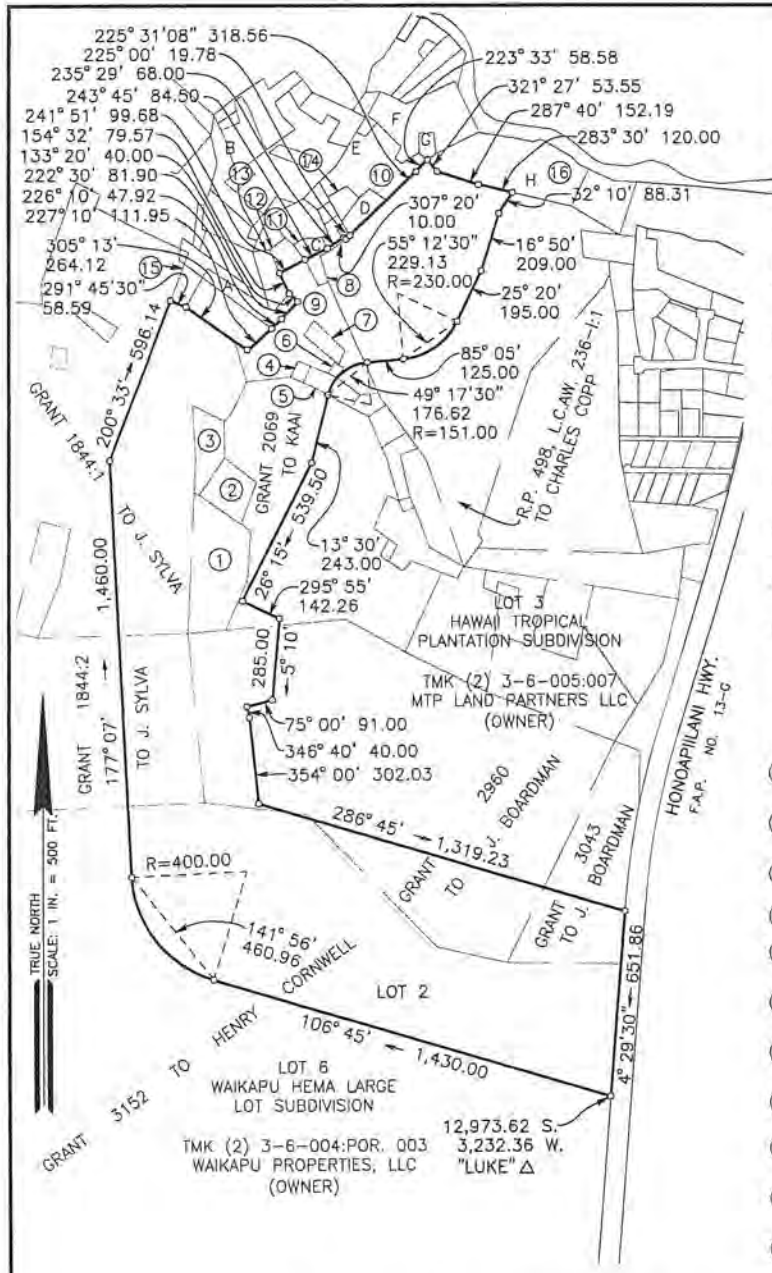 225° 31'08" 318.56
225° 00' 19.78
235° 29' 68.00
243° 45' 84.50
241° 51' 99.68
154° 32' 79.57
133° 20' 40.00
222° 30' 81.90
226° 10' 47.92
227° 10' 111.95
305° 13'
264.12
291° 45'30"
58.59
223° 33' 58.58
321° 27' 53.55
287° 40' 152.19
283° 30' 120.00
32° 10' 88.31
16° 50'
209.00
25° 20'
195.00
307° 20'
10.00
55° 12'30"
229.13
R=230.00
85° 05'
125.00
49° 17'30"
176.62
R=151.00
A
B
C
D
E
F
G
H
1
2
3
4
5
6
7
8
9
10
11
12
13
14
15
16
200° 33' 596.14
GRANT 1844:1
TO J. SYLVA
GRANT 2069
TO KAAI
R.P. 498, L.C.AW. 236-I:1
TO CHARLES COPP
26° 15' 539.50
13° 30'
243.00
295° 55'
142.26
285.00
5° 10'
75° 00' 91.00
346° 40' 40.00
354° 00' 302.03
LOT 3
HAWAII TROPICAL
PLANTATION SUBDIVISION
TMK (2) 3-6-005:007
MTP LAND PARTNERS LLC
(OWNER)
HONOAPIILANI HWY.
F.A.P. NO. 13-G
1,460.00
177° 07'
GRANT 1844:2
TO J. SYLVA
286° 45' 1,319.23
GRANT 2960
TO J. BOARDMAN
GRANT 3043
TO J. BOARDMAN
R=400.00
141° 56'
460.96
TRUE NORTH
SCALE: 1 IN. = 500 FT.
LOT 2
4° 29'30" 651.86
106° 45' 1,430.00
GRANT 3152 TO HENRY CORNWELL
LOT 6
WAIKAPU HEMA LARGE
LOT SUBDIVISION
TMK (2) 3-6-004:POR. 003
WAIKAPU PROPERTIES, LLC
(OWNER)
12,973.62 S.
3,232.36 W.
"LUKE" △